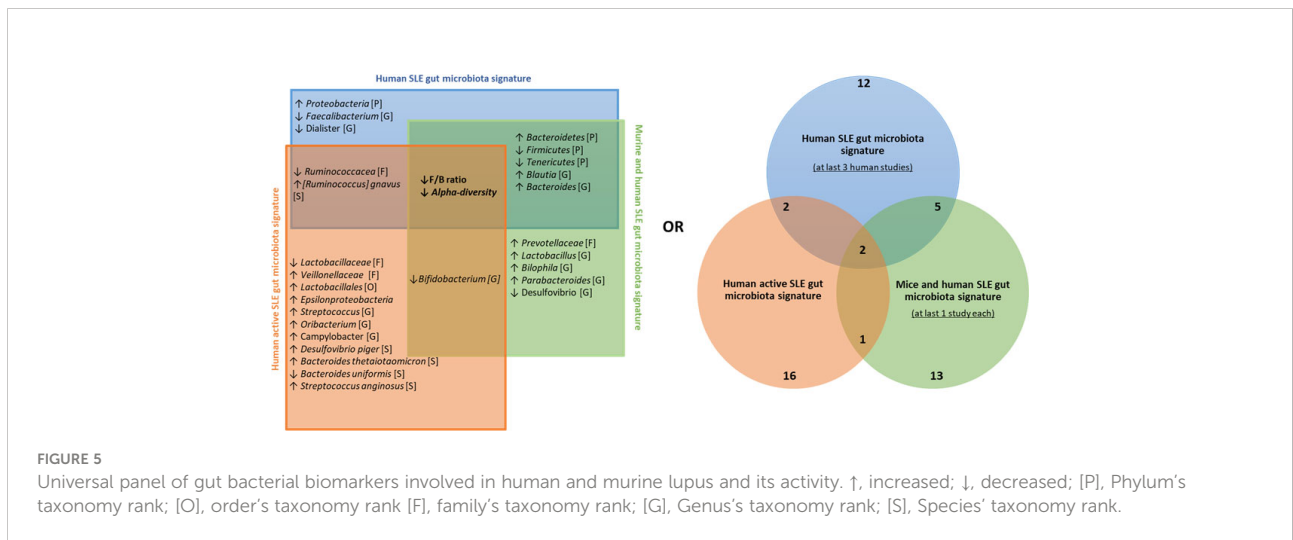 Human SLE gut microbiota signature
↑ Proteobacteria [P]
↓ Faecalibacterium [G]
↓ Dialister [G]
↑ Bacteroidetes [P]
↓ Firmicutes [P]
↓ Tenericutes [P]
↑ Blautia [G]
↑ Bacteroides [G]
↓ Ruminococcacea [F]
↑[Ruminococcus] gnavus
[S]
↓F/B ratio
↓ Alpha-diversity
↓ Lactobacillaceae [F]
↑ Veillonellaceae [F]
↑ Lactobacillales [O]
↑ Epsilonproteobacteria
↑ Streptococcus [G]
↑ Oribacterium [G]
↑ Campylobacter [G]
↑ Desulfovibrio piger [S]
↑ Bacteroides thetaiotaomicron [S]
↓ Bacteroides uniformis [S]
↑ Streptococcus anginosus [S]
↓Bifidobacterium [G]
↑ Prevotellaceae [F]
↑ Lactobacillus [G]
↑ Bilophila [G]
↑ Parabacteroides [G]
↓ Desulfovibrio [G]
Human active SLE gut microbiota signature
Murine and human SLE gut microbiota signature
OR
12
Human SLE gut microbiota
signature
(at last 3 human studies)
2
5
2
Human active SLE gut
microbiota signature
Mice and human SLE gut
microbiota signature
(at last 1 study each)
1
16
13
FIGURE 5
Universal panel of gut bacterial biomarkers involved in human and murine lupus and its activity. ↑, increased; ↓, decreased; [P], Phylum's
taxonomy rank; [O], order's taxonomy rank [F], family's taxonomy rank; [G], Genus's taxonomy rank; [S], Species' taxonomy rank.